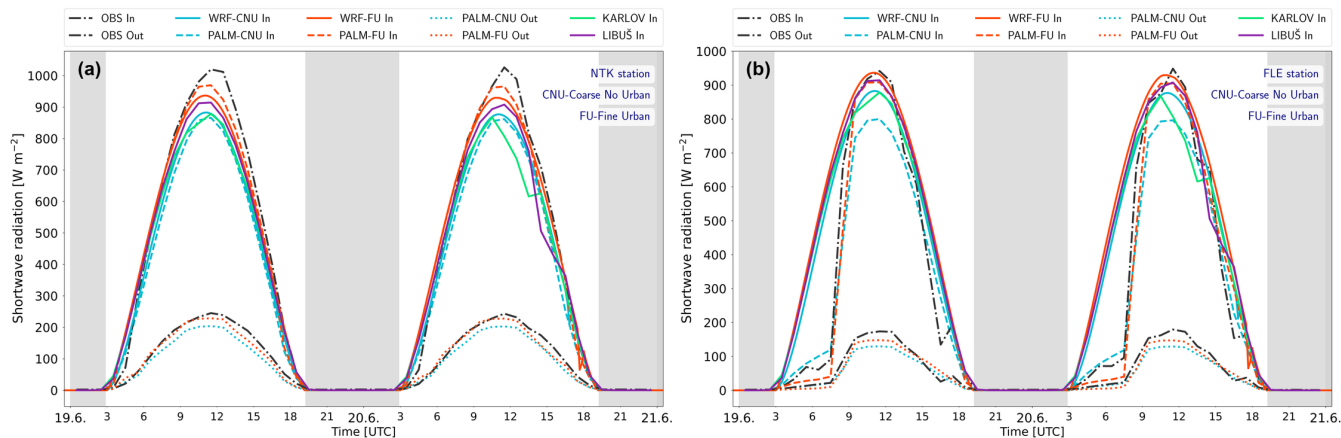 OBS In WRF-CNU In WRF-FU In PALM-CNU Out KARLOV In
OBS Out PALM-CNU In PALM-FU In PALM-FU Out LIBUŠ In
(a)
NTK station
CNU-Coarse No Urban
FU-Fine Urban
Shortwave radiation [W m−2]
1000
900
800
700
600
500
400
300
200
100
0
19.6. 3 6 9 12 15 18 21 20.6. 3 6 9 12 15 18 21 21.6.
Time [UTC]
OBS In WRF-CNU In WRF-FU In PALM-CNU Out KARLOV In
OBS Out PALM-CNU In PALM-FU In PALM-FU Out LIBUŠ In
(b)
FLE station
CNU-Coarse No Urban
FU-Fine Urban
Shortwave radiation [W m−2]
1000
900
800
700
600
500
400
300
200
100
0
19.6. 3 6 9 12 15 18 21 20.6. 3 6 9 12 15 18 21 21.6.
Time [UTC]